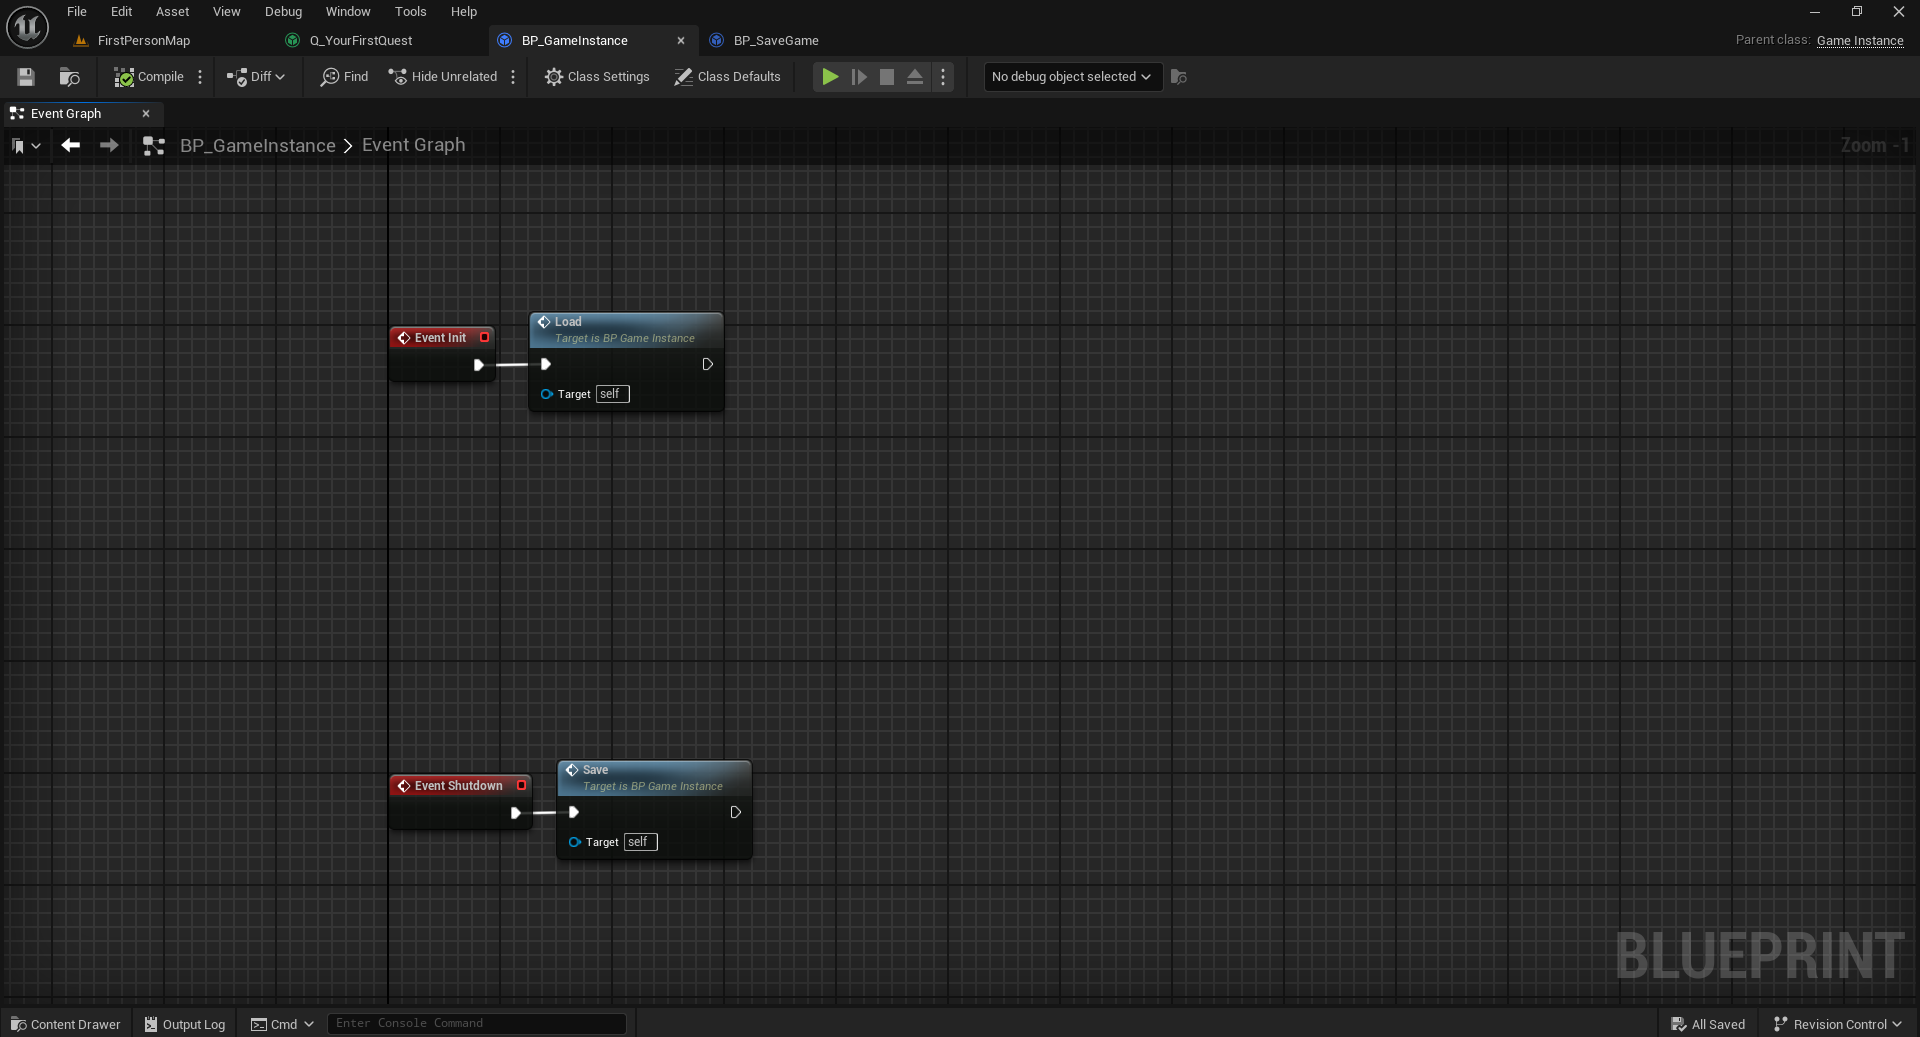 File Edit Asset View Debug Window Tools Help
FirstPersonMap Q_YourFirstQuest BP_GameInstance BP_SaveGame Parent class: Game Instance
Compile Diff Find Hide Unrelated Class Settings Class Defaults No debug object selected
Event Graph
BP_GameInstance Event Graph Zoom -1
Load
Event Init
Target is BP Game Instance
Target self
Save
Event Shutdown
Target is BP Game Instance
Target self
BLUEPRINT
Content Drawer Output Log Cmd Enter Console Command All Saved Revision Control